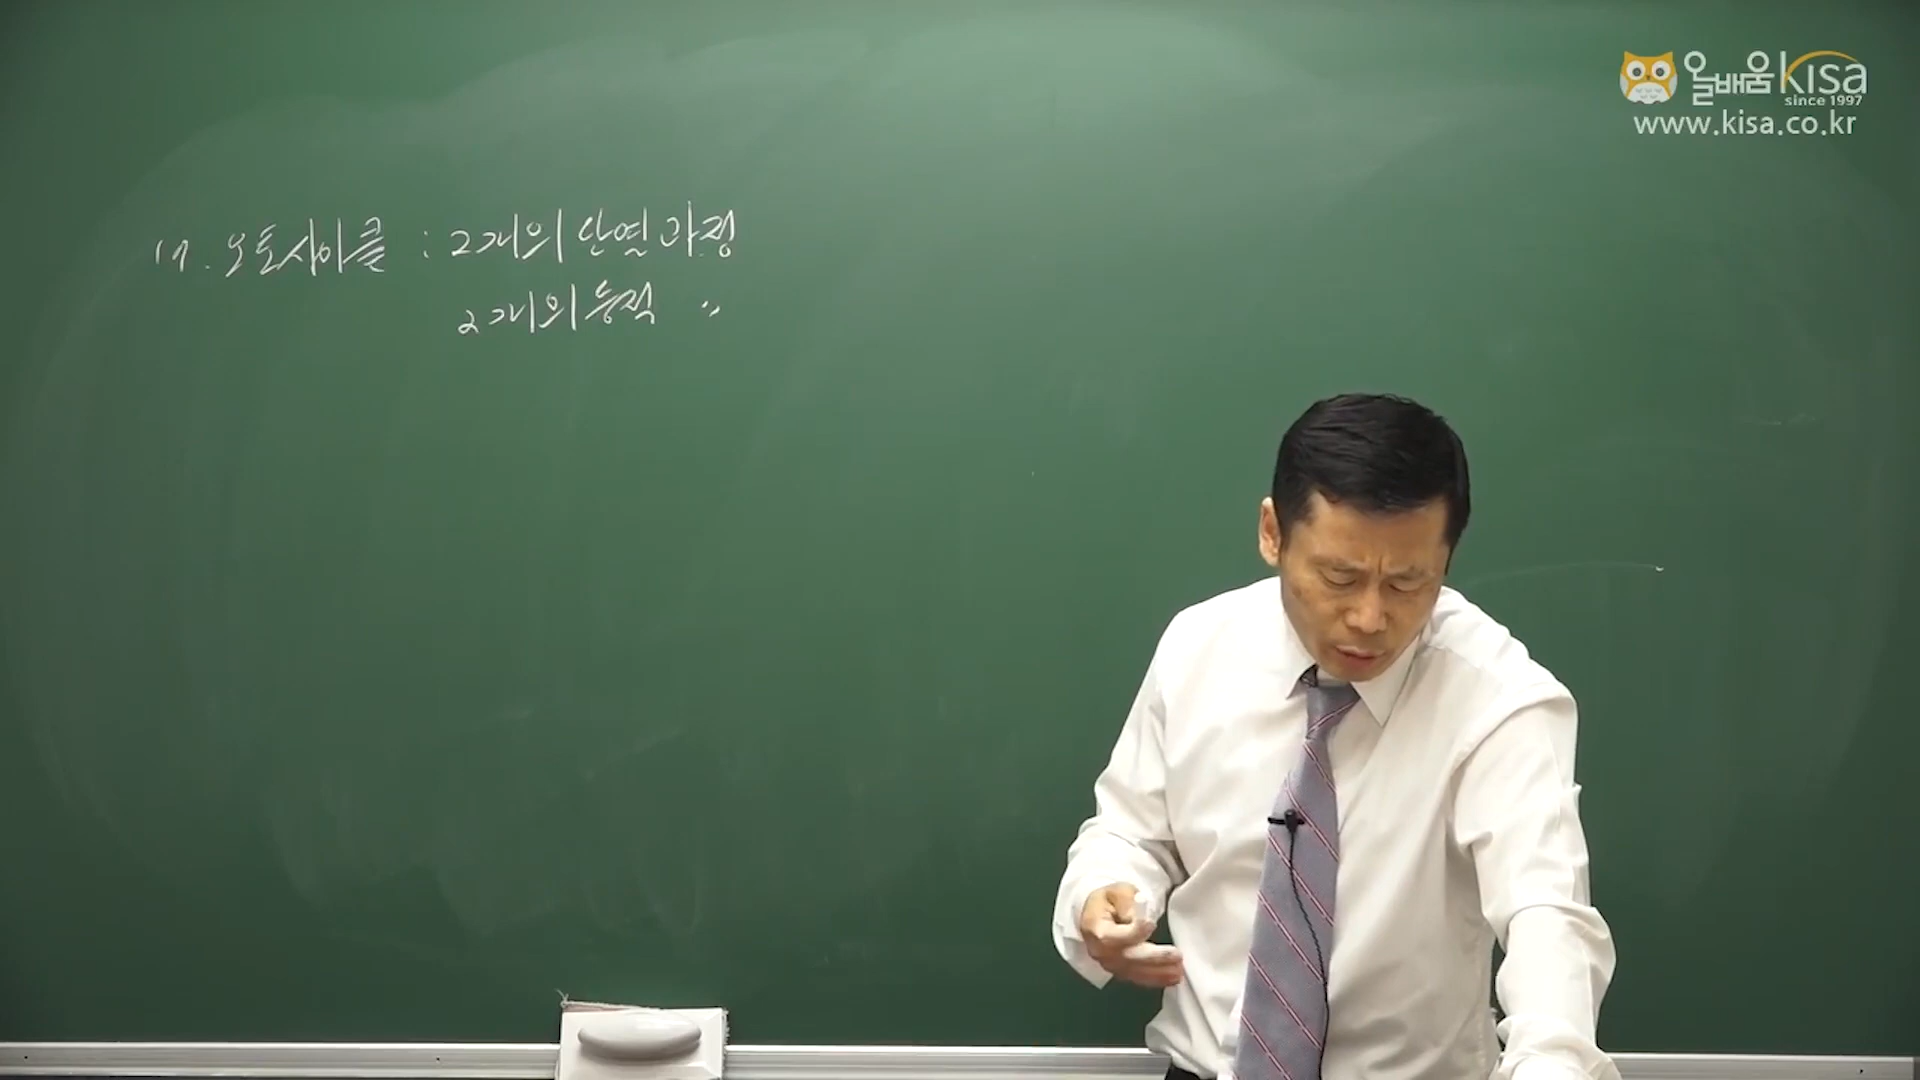 17. 오토사이클 : 2개의 단열과정
2개의 등적 〃
올배움 kisa
since 1997
www.kisa.co.kr